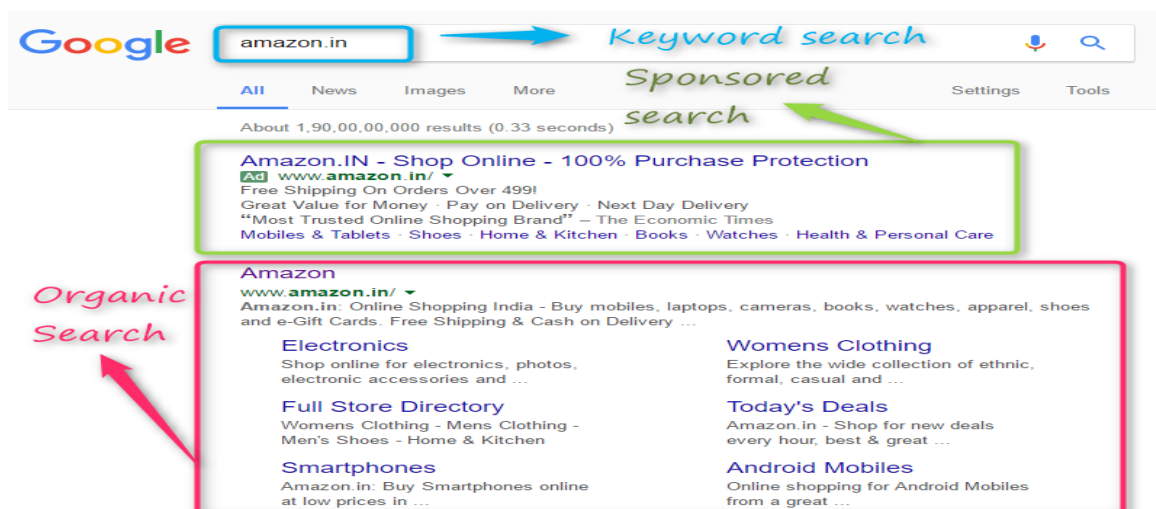 Google
amazon.in
Keyword search
All News Images More
Sponsored
search
Settings Tools
About 1,90,00,00,000 results (0.33 seconds)
Amazon.IN - Shop Online - 100% Purchase Protection
Ad www.amazon.in/
Free Shipping On Orders Over 499!
Great Value for Money · Pay on Delivery · Next Day Delivery
“Most Trusted Online Shopping Brand” – The Economic Times
Mobiles & Tablets · Shoes · Home & Kitchen · Books · Watches · Health & Personal Care
Organic
Search
Amazon
www.amazon.in/
Amazon.in: Online Shopping India - Buy mobiles, laptops, cameras, books, watches, apparel, shoes
and e-Gift Cards. Free Shipping & Cash on Delivery ...
Electronics
Shop online for electronics, photos,
electronic accessories and ...
Womens Clothing
Explore the wide collection of ethnic,
formal, casual and ...
Full Store Directory
Womens Clothing - Mens Clothing -
Men's Shoes - Home & Kitchen
Today's Deals
Amazon.in - Shop for new deals
every hour, best & great ...
Smartphones
Amazon.in: Buy Smartphones online
at low prices in ...
Android Mobiles
Online shopping for Android Mobiles
from a great ...